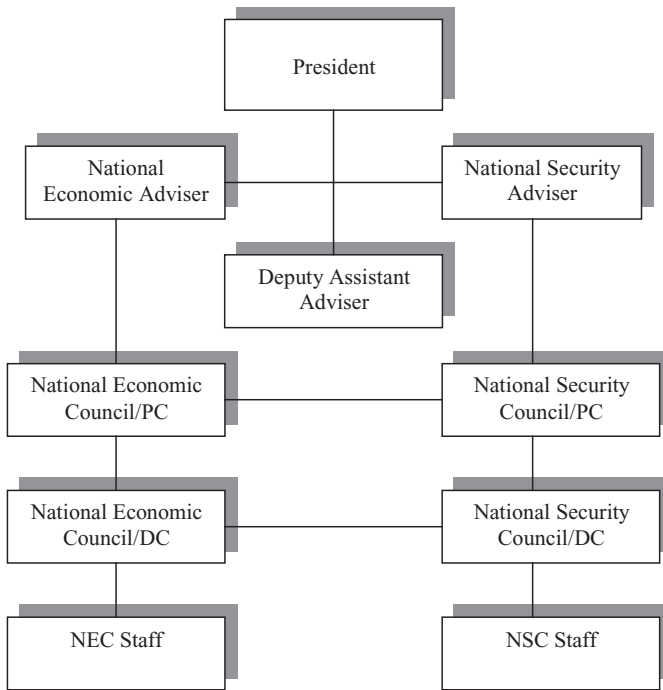 President
National
Economic Adviser
National Security
Adviser
Deputy Assistant
Adviser
National Economic
Council/PC
National Security
Council/PC
National Economic
Council/DC
National Security
Council/DC
NEC Staff
NSC Staff